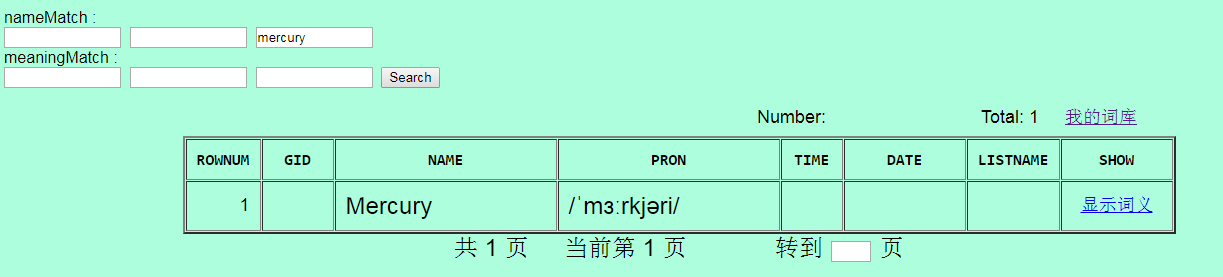 nameMatch :
mercury
meaningMatch :
Search
Number: Total: 1 我的词库
ROWNUM GID NAME PRON TIME DATE LISTNAME SHOW
1 Mercury /ˈmɜːrkjəri/ 显示词义
共 1 页 当前第 1 页 转到 页